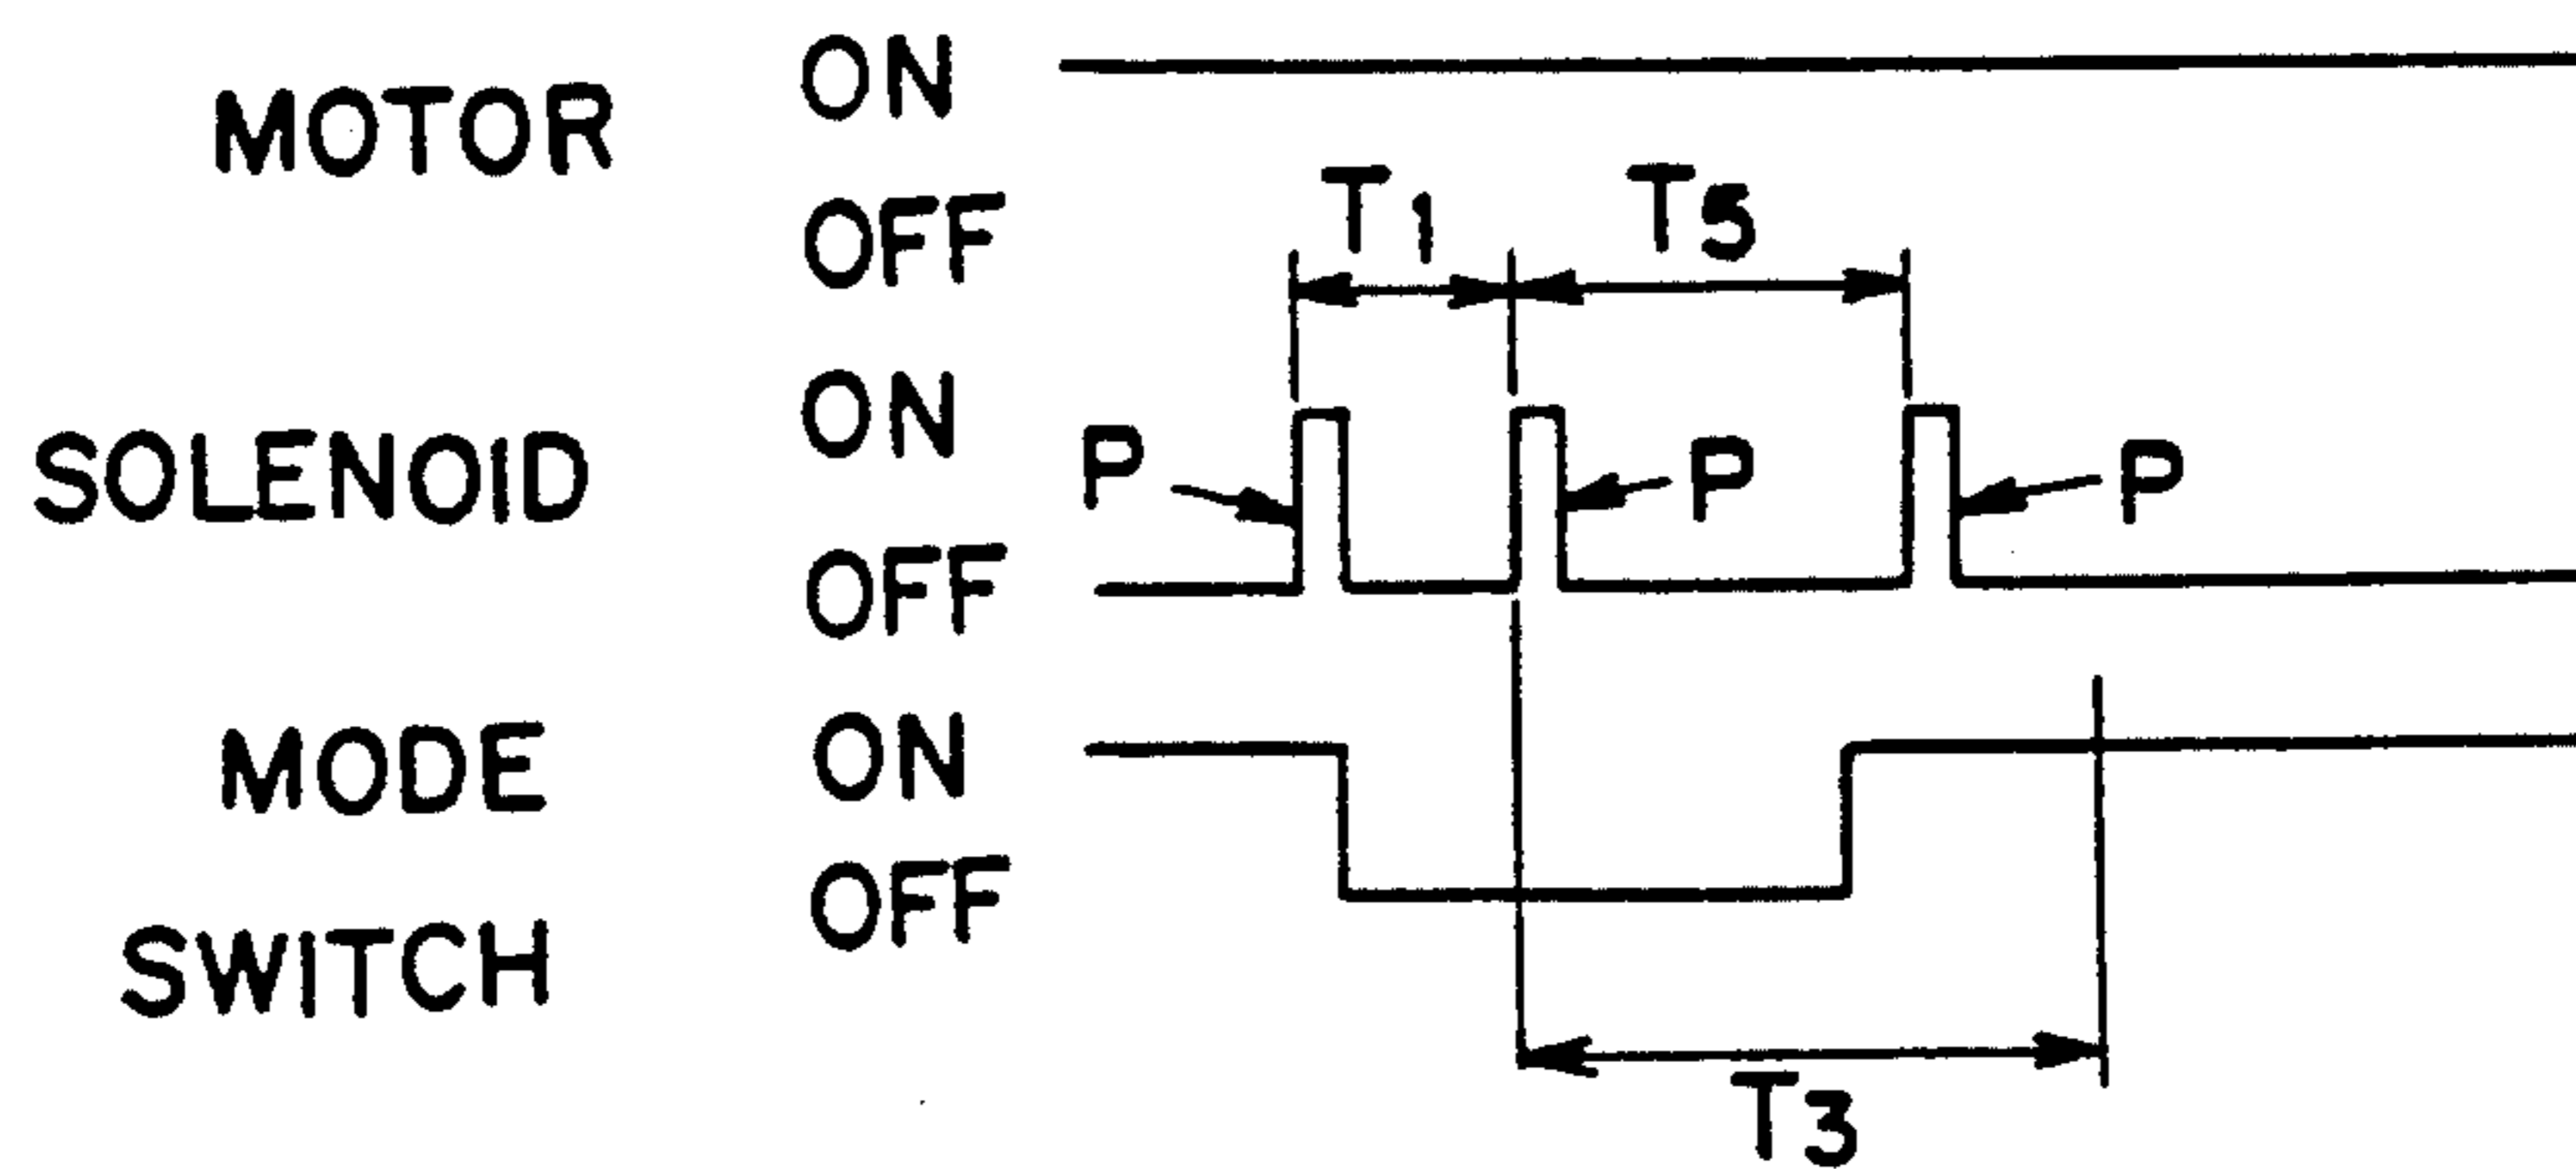 MOTOR
ON
OFF
T1
T5
SOLENOID
ON
OFF
P
P
P
MODE
SWITCH
ON
OFF
T3